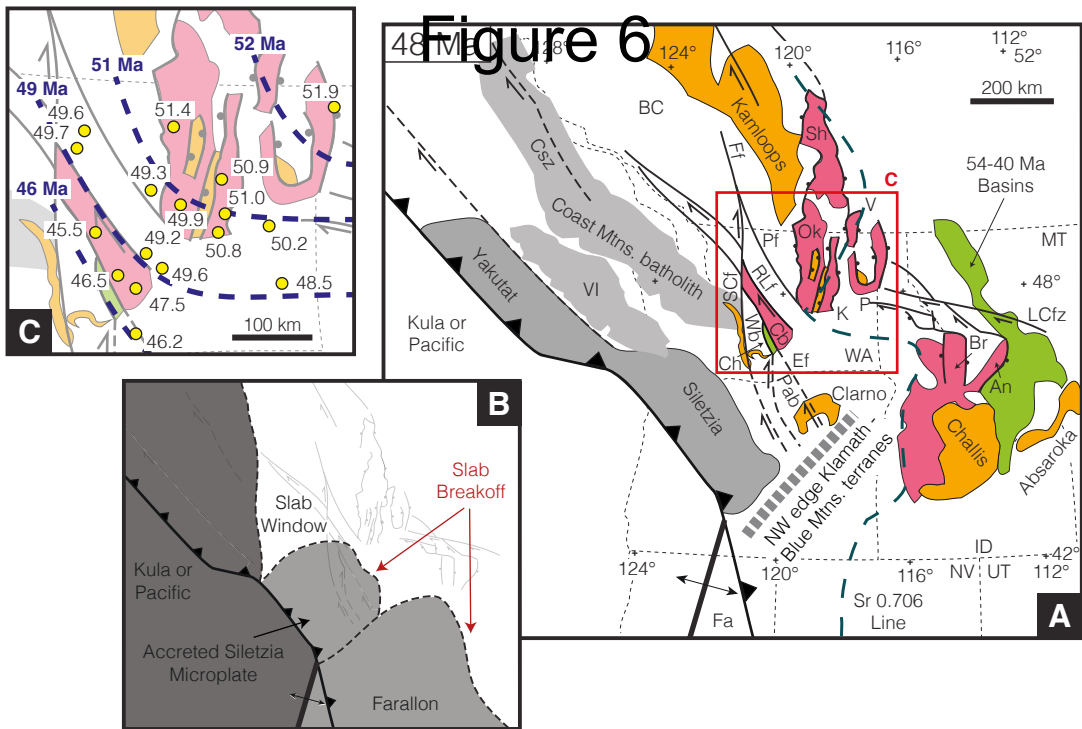 Figure 6
48 Ma
128°
124°
120°
116°
112°
52°
200 km
BC
Kamloops
Sh
Csz
Ff
C
54-40 Ma
Basins
Coast Mtns. batholith
Pf
Ok
V
MT
Yakutat
VI
RLf
48°
SCf
K
P
LCfz
Kula or
Pacific
Wb
Cb
Br
Ch
Ef
WA
An
Siletzia
Pab
Clarno
Challis
Absaroka
NW edge Klamath
Blue Mtns. terranes
ID
42°
124°
120°
116°
NV
UT
112°
Sr 0.706
Line
Fa
A
52 Ma
51 Ma
49 Ma
51.9
49.6
51.4
49.7
49.3
50.9
46 Ma
51.0
49.9
45.5
49.2
50.8
50.2
46.5
49.6
48.5
47.5
100 km
46.2
C
B
Slab
Breakoff
Slab
Window
Kula or
Pacific
Accreted Siletzia
Microplate
Farallon